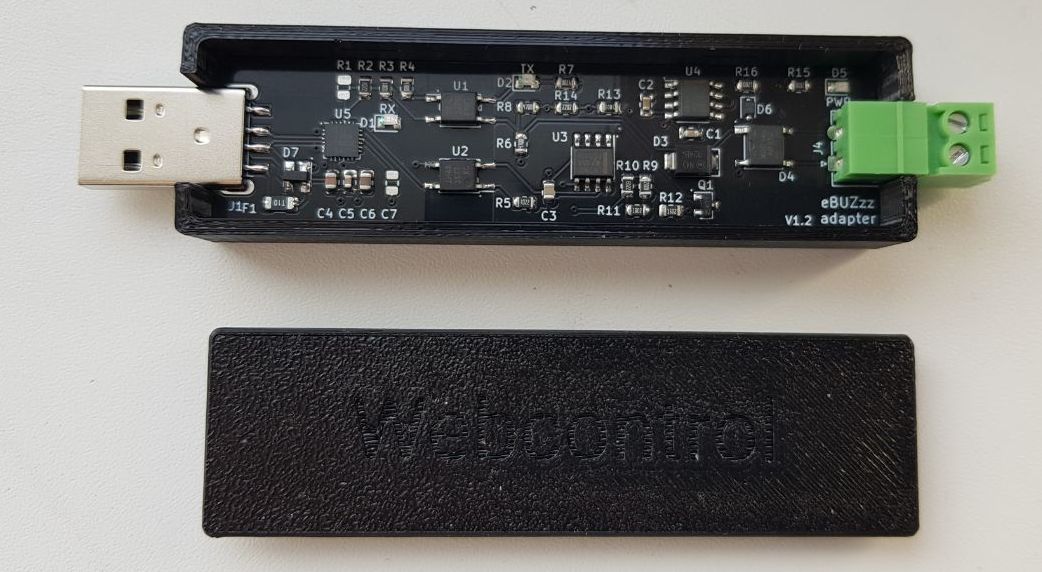 R1 R2 R3 R4
U5
RX
D1
D7
J1F1
C4 C5 C6 C7
U1
U2
D2
TX
R7
R8
R14
R13
R6
R5
U3
C3
R10 R9
R11
R12
C2
U4
C1
D3
Q1
R16
R15
D5
PWR
D6
D4
J4
eBUZzz
V1.2 adapter
Webcontrol